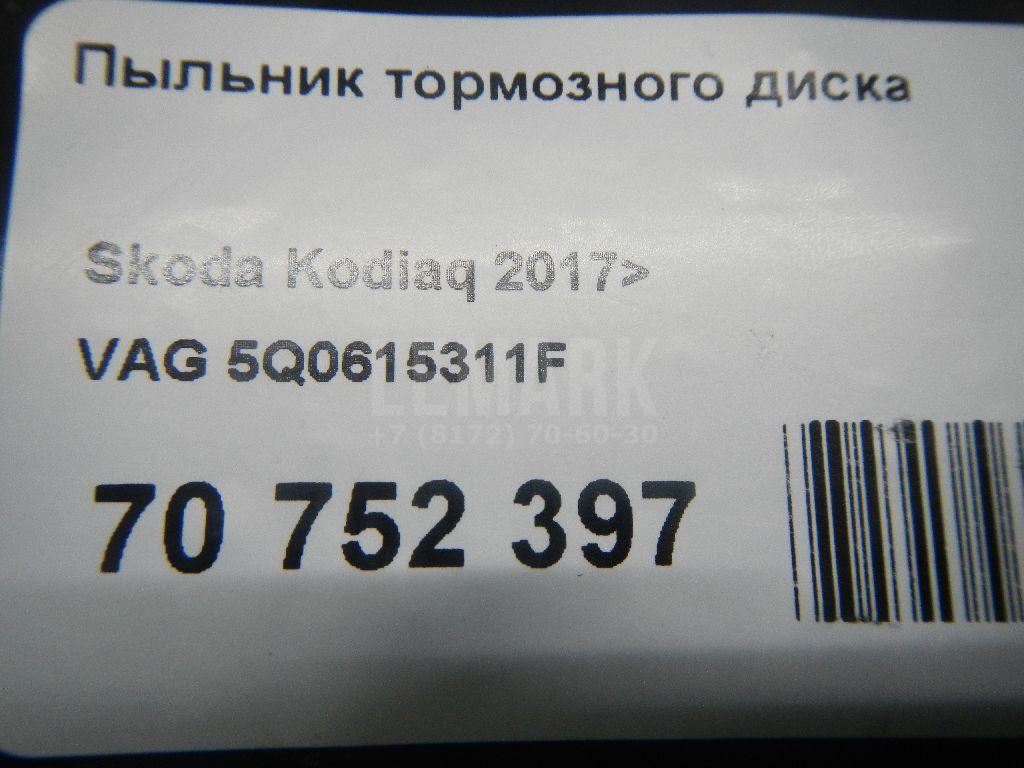 Пыльник тормозного диска
Skoda Kodiaq 2017>
VAG 5Q0615311F
LEMARK
+7 (8172) 70-60-30
70 752 397